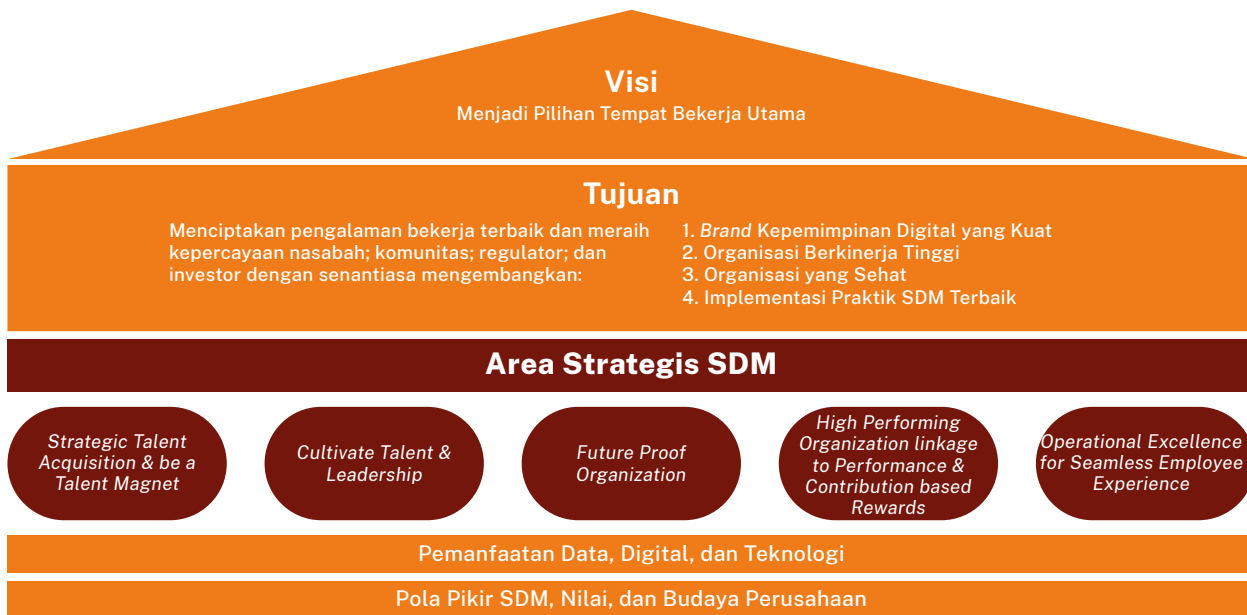 Visi
Menjadi Pilihan Tempat Bekerja Utama
Tujuan
Menciptakan pengalaman bekerja terbaik dan meraih
kepercayaan nasabah; komunitas; regulator; dan
investor dengan senantiasa mengembangkan:
1. Brand Kepemimpinan Digital yang Kuat
2. Organisasi Berkinerja Tinggi
3. Organisasi yang Sehat
4. Implementasi Praktik SDM Terbaik
Area Strategis SDM
Strategic Talent
Acquisition & be a
Talent Magnet
Cultivate Talent &
Leadership
Future Proof
Organization
High Performing
Organization linkage
to Performance &
Contribution based
Rewards
Operational Excellence
for Seamless Employee
Experience
Pemanfaatan Data, Digital, dan Teknologi
Pola Pikir SDM, Nilai, dan Budaya Perusahaan